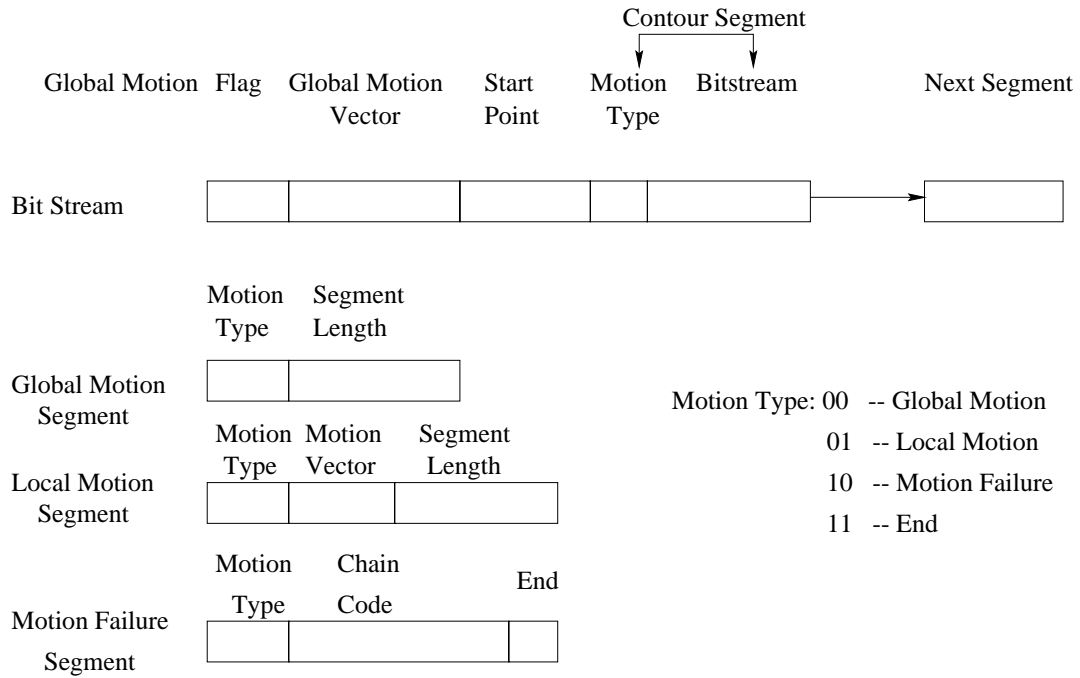 Contour Segment
Global Motion Flag Global Motion Start Motion Bitstream Next Segment
Vector Point Type
Bit Stream
Motion Segment
Type Length
Global Motion
Segment
Motion Type: 00 -- Global Motion
Motion Motion Segment
Type Vector Length
01 -- Local Motion
Local Motion
Segment
10 -- Motion Failure
11 -- End
Motion Chain End
Type Code
Motion Failure
Segment